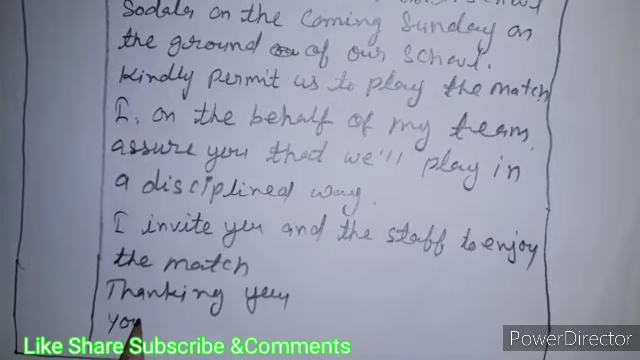 Sodala on the coming Sunday on
the ground of our school.
kindly permit us to play the match
I, on the behalf of my team,
assure you that we'll play in
a disciplined way.
I invite you and the staff to enjoy
the match
Thanking you
You
Like Share Subscribe &Comments
PowerDirector